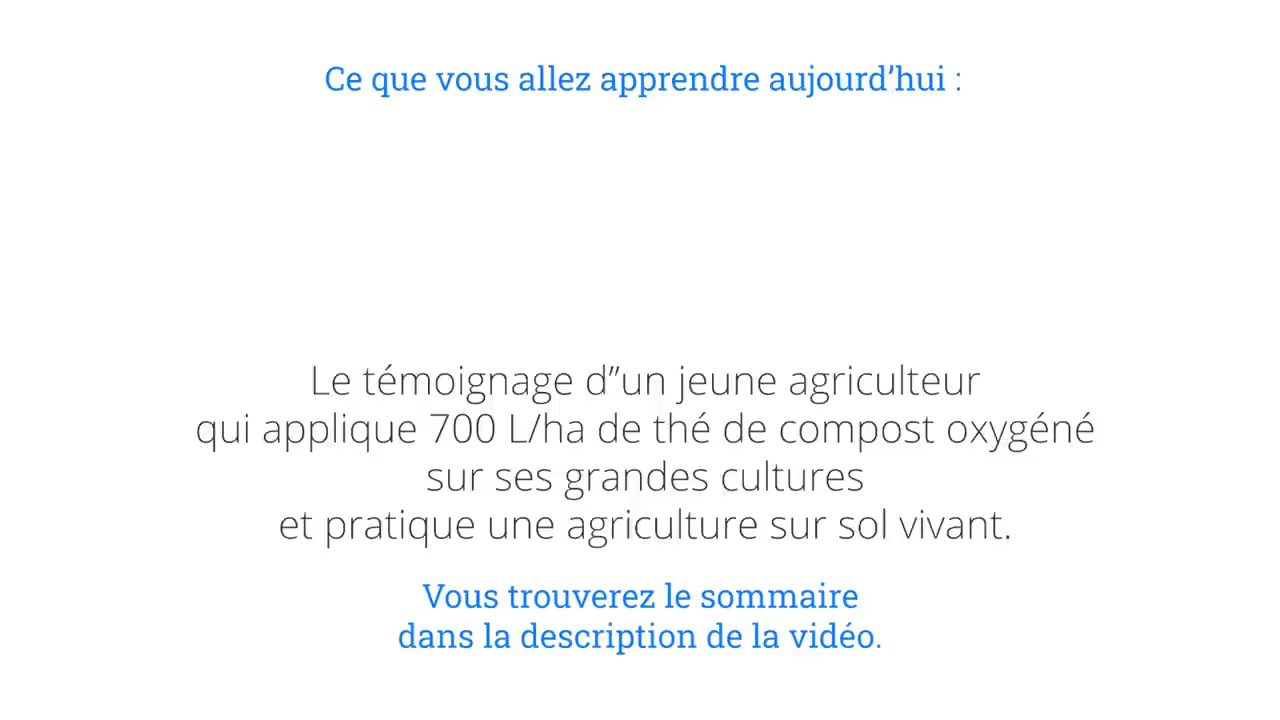 Ce que vous allez apprendre aujourd’hui :
Le témoignage d”un jeune agriculteur
qui applique 700 L/ha de thé de compost oxygéné
sur ses grandes cultures
et pratique une agriculture sur sol vivant.
Vous trouverez le sommaire
dans la description de la vidéo.